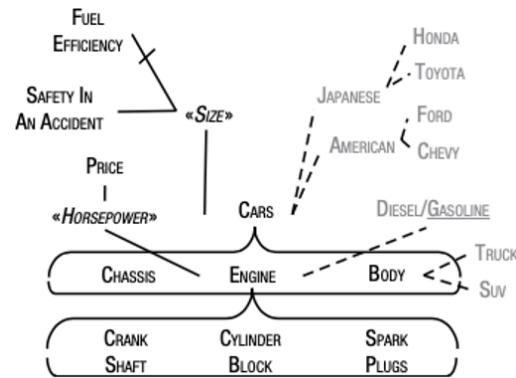 FUEL
EFFICIENCY
HONDA
TOYOTA
SAFETY IN
AN ACCIDENT
«SIZE»
JAPANESE
AMERICAN
FORD
CHEVY
PRICE
«HORSEPOWER»
CARS
DIESEL/GASOLINE
CHASSIS
ENGINE
BODY
TRUCK
SUV
CRANK
SHAFT
CYLINDER
BLOCK
SPARK
PLUGS